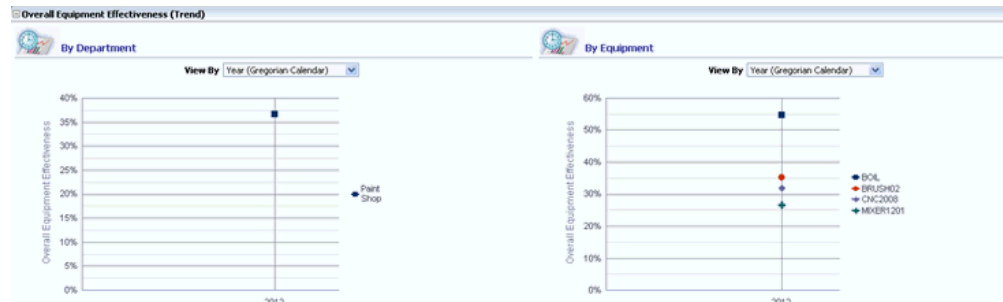 Overall Equipment Effectiveness (Trend)
By Department
View By Year (Gregorian Calendar)
Overall Equipment Effectiveness
40%
35%
30%
25%
20%
15%
10%
5%
0%
Paint
Shop
By Equipment
View By Year (Gregorian Calendar)
Overall Equipment Effectiveness
60%
50%
40%
30%
20%
10%
0%
BOIL
BRUSH02
CNC2008
MIXER1201